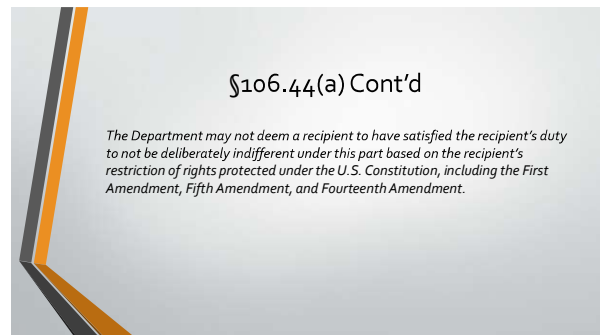 §106.44(a) Cont’d
The Department may not deem a recipient to have satisfied the recipient’s duty
to not be deliberately indifferent under this part based on the recipient’s
restriction of rights protected under the U.S. Constitution, including the First
Amendment, Fifth Amendment, and Fourteenth Amendment.